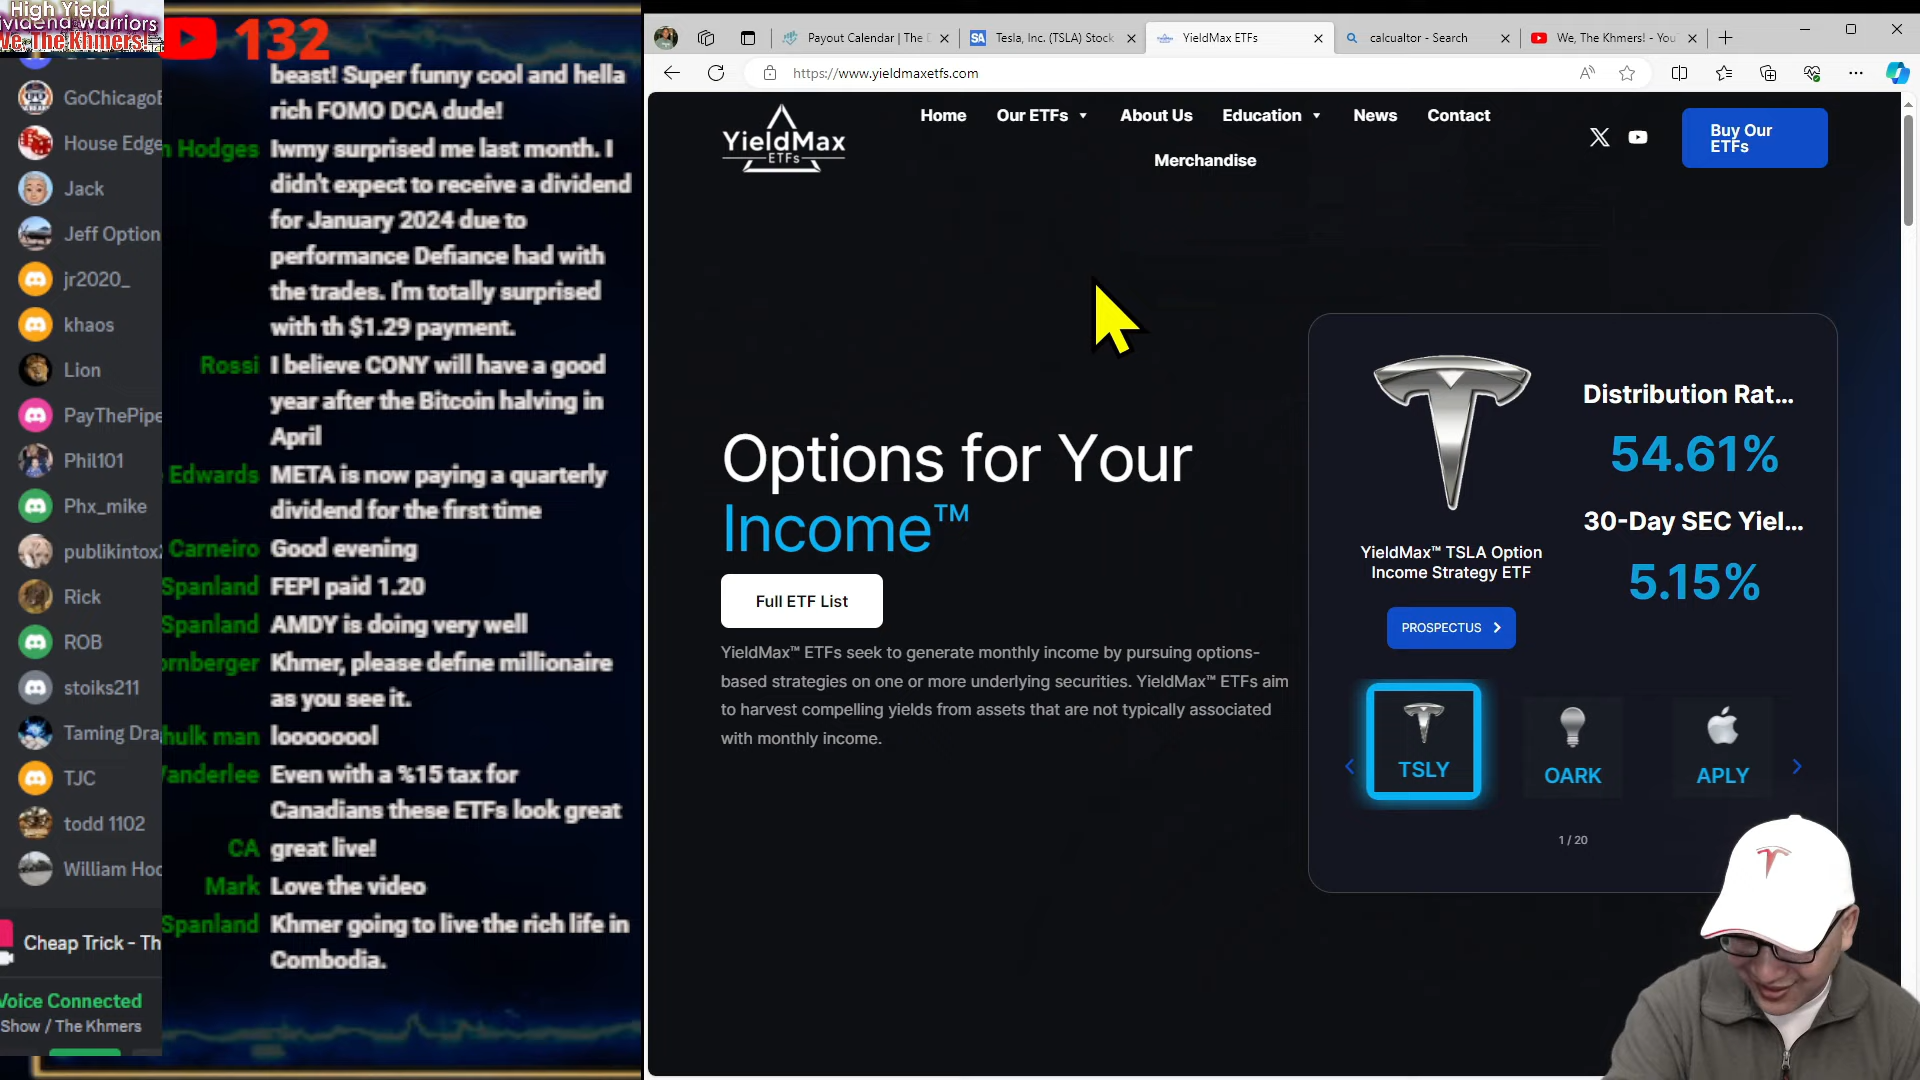 High Yield
Dividend Warriors
We, The Khmers!
132
GoChicago
House Edge
Jack
Jeff Option
jr2020_
khaos
Lion
PayThePipe
Phil101
Phx_mike
publikintox
Rick
ROB
stoiks211
Taming Dra
TJC
todd 1102
William Hoo
Cheap Trick - Th
Voice Connected
Show / The Khmers
beast! Super funny cool and hella
rich FOMO DCA dude!
Hodges Iwmy surprised me last month. I
didn't expect to receive a dividend
for January 2024 due to
performance Defiance had with
the trades. I'm totally surprised
with th $1.29 payment.
Rossi I believe CONY will have a good
year after the Bitcoin halving in
April
Edwards META is now paying a quarterly
dividend for the first time
Carneiro Good evening
Spanland FEPI paid 1.20
Spanland AMDY is doing very well
ornberger Khmer, please define millionaire
as you see it.
hulk man looooooool
Vanderlee Even with a %15 tax for
Canadians these ETFs look great
CA great live!
Mark Love the video
Spanland Khmer going to live the rich life in
Combodia.
Payout Calendar | The D
SA Tesla, Inc. (TSLA) Stock
YieldMax ETFs
calcualtor - Search
We, The Khmers! - You
https://www.yieldmaxetfs.com
YieldMax
ETFs
Home
Our ETFs
About Us
Education
News
Contact
Merchandise
Buy Our
ETFs
Options for Your
Income™
Full ETF List
YieldMax™ ETFs seek to generate monthly income by pursuing options-
based strategies on one or more underlying securities. YieldMax™ ETFs aim
to harvest compelling yields from assets that are not typically associated
with monthly income.
Distribution Rat...
54.61%
30-Day SEC Yiel...
5.15%
YieldMax™ TSLA Option
Income Strategy ETF
PROSPECTUS
TSLY
OARK
APLY
1 / 20